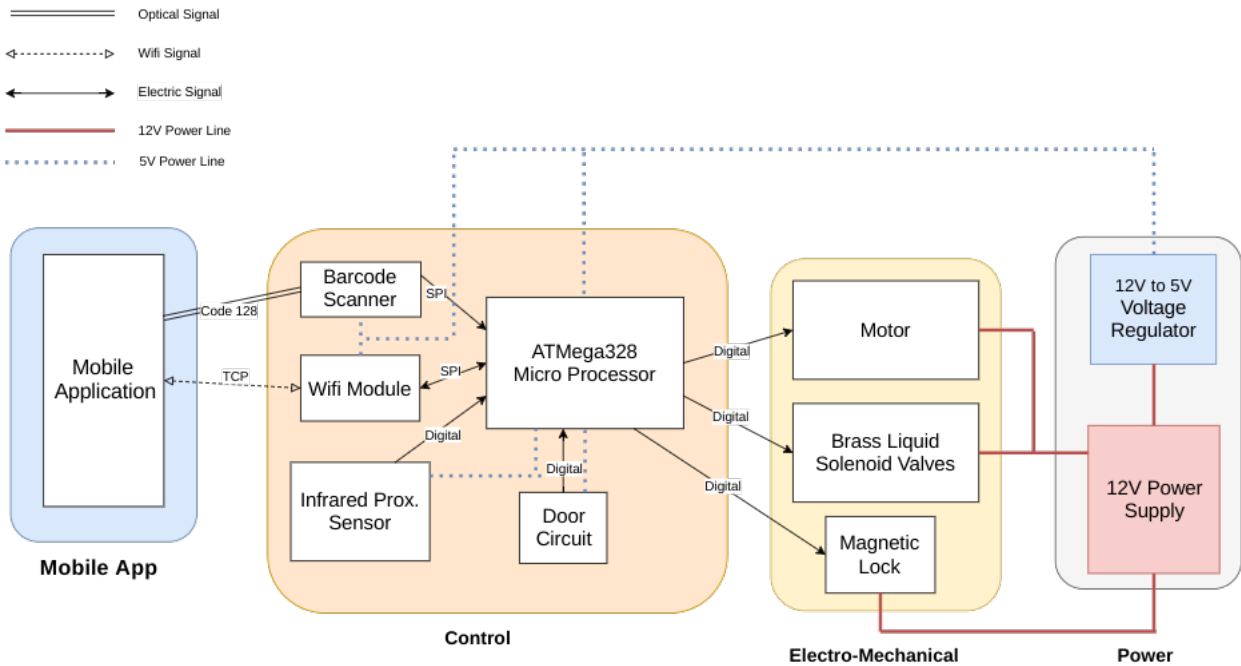 Optical Signal
Wifi Signal
Electric Signal
12V Power Line
5V Power Line
Mobile
Application
Mobile App
Code 128
TCP
Barcode
Scanner
SPI
Wifi Module
SPI
Infrared Prox.
Sensor
Digital
Door
Circuit
Digital
ATMega328
Micro Processor
Control
Digital
Digital
Digital
Motor
Brass Liquid
Solenoid Valves
Magnetic
Lock
Electro-Mechanical
12V to 5V
Voltage
Regulator
12V Power
Supply
Power